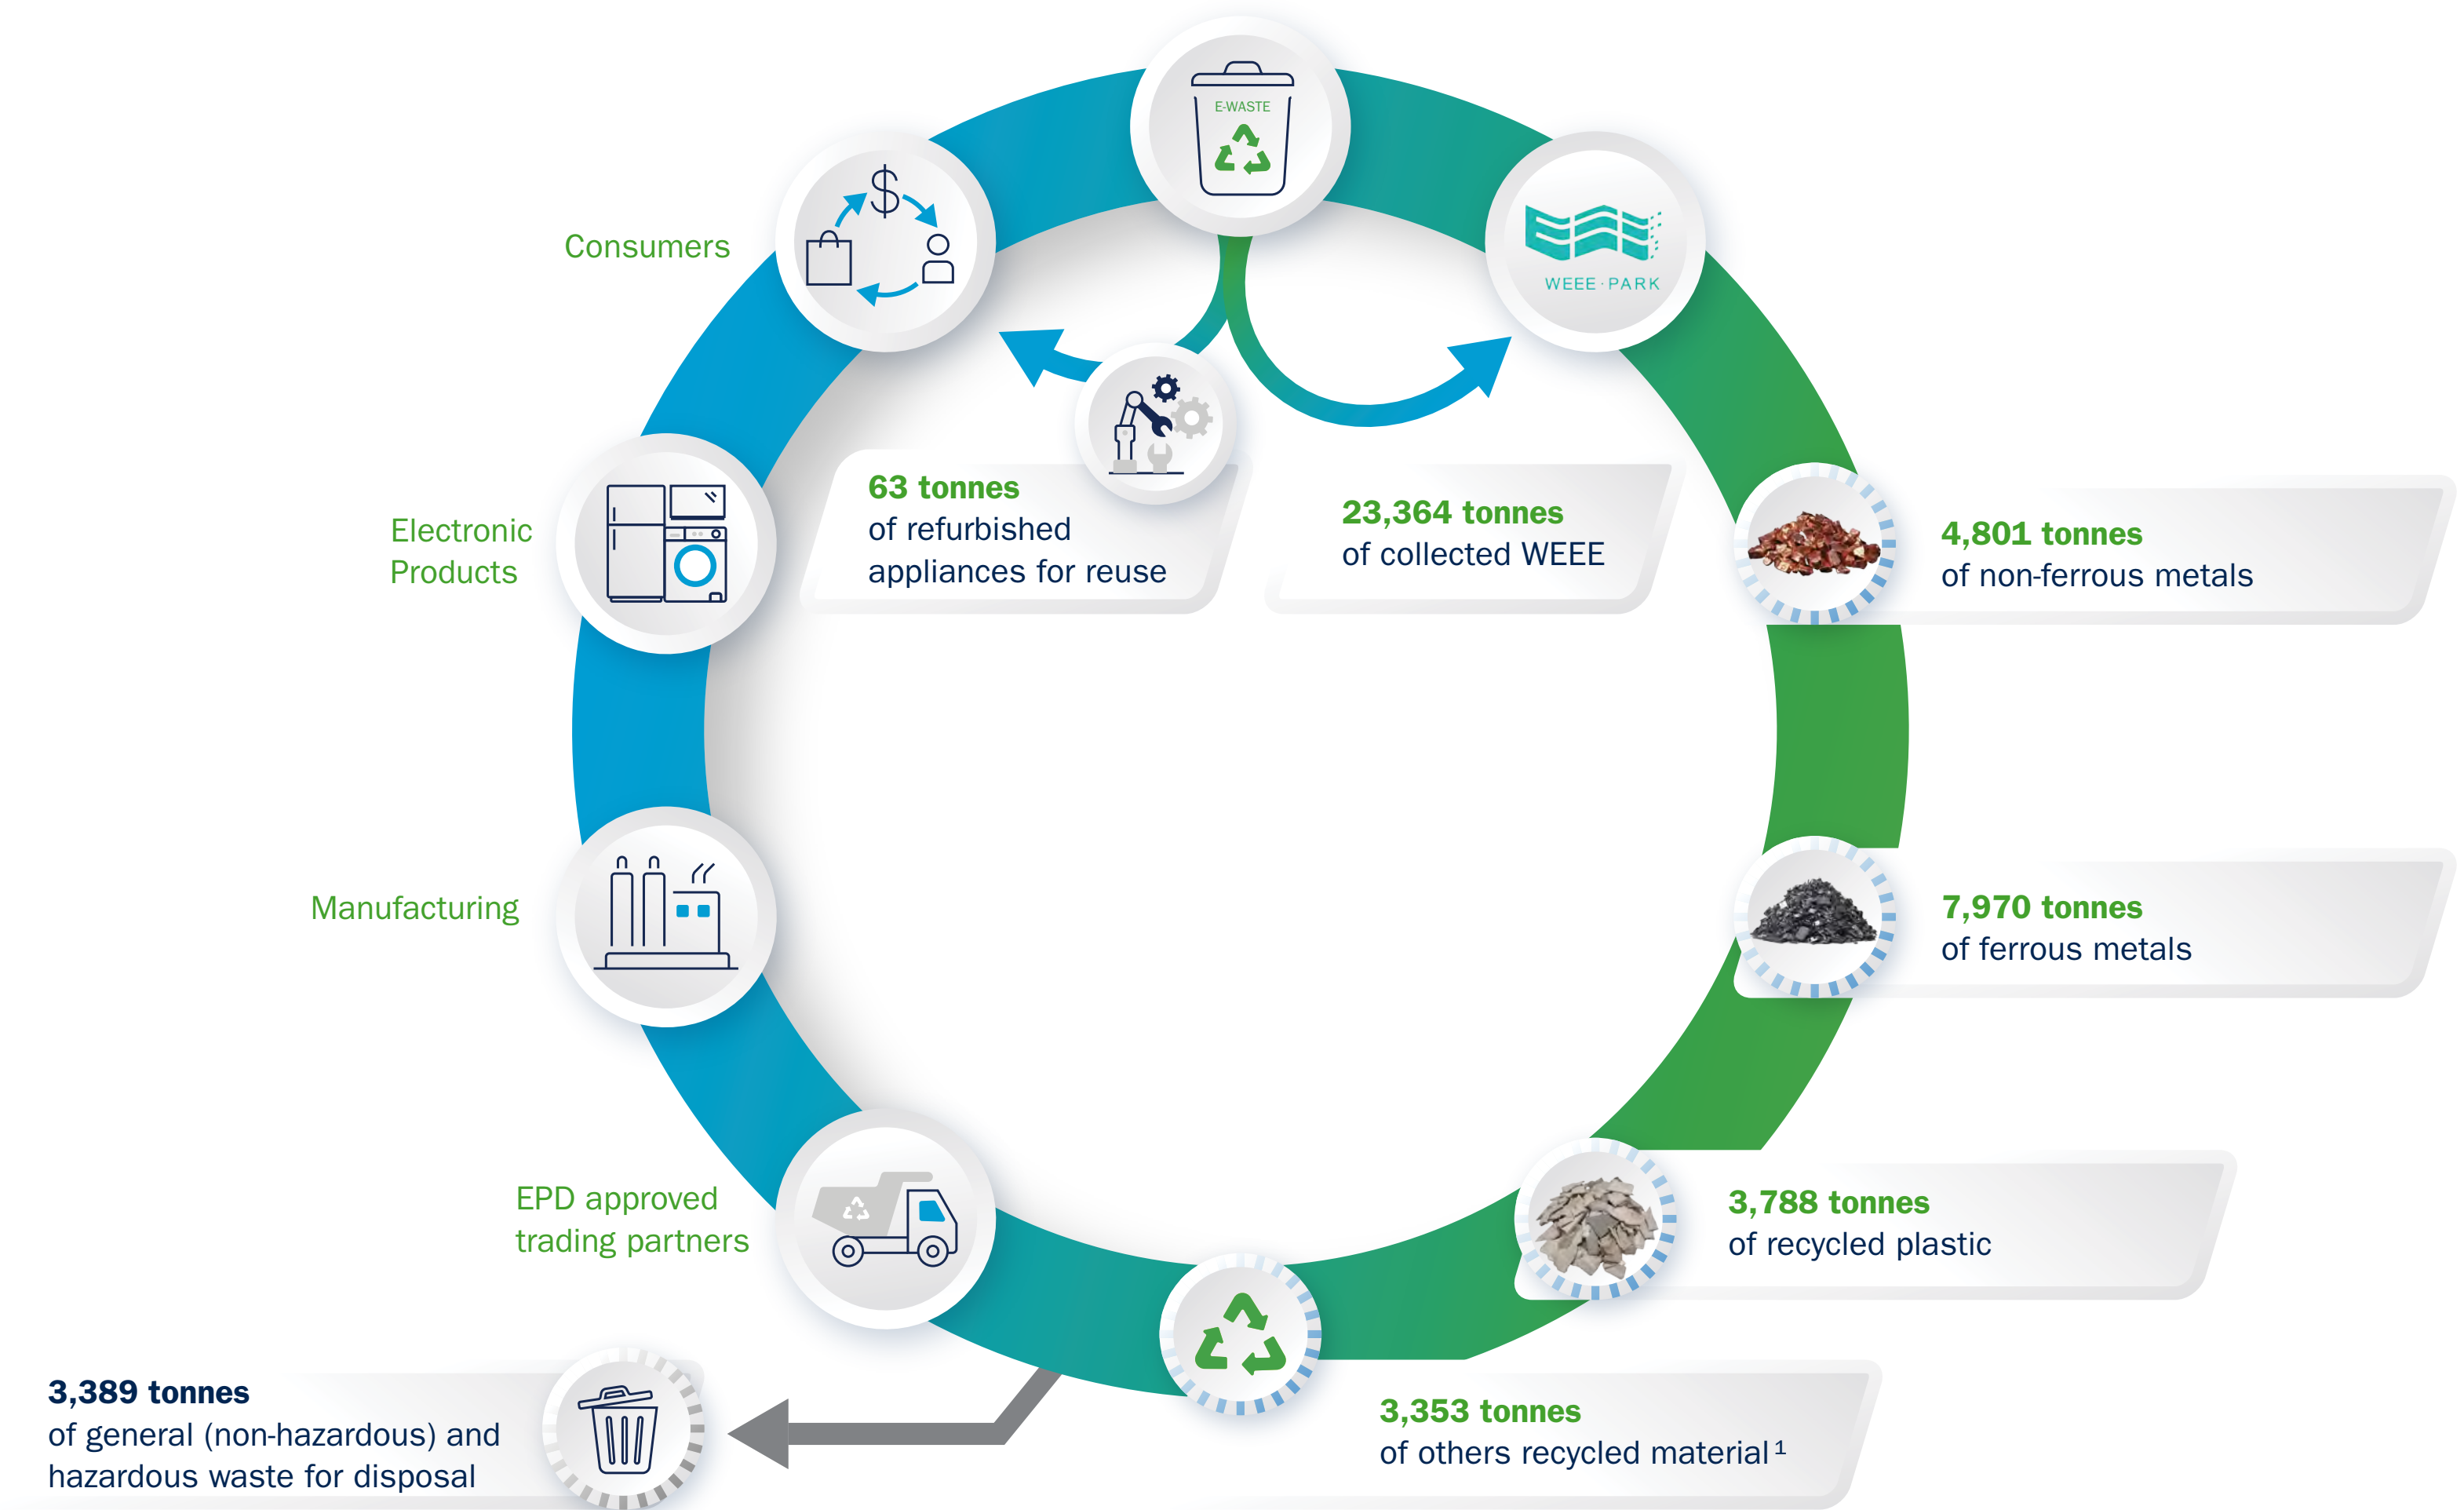 E-WASTE
WEEE · PARK
Consumers
$
63 tonnes
of refurbished
appliances for reuse
23,364 tonnes
of collected WEEE
Electronic
Products
4,801 tonnes
of non-ferrous metals
Manufacturing
7,970 tonnes
of ferrous metals
EPD approved
trading partners
3,788 tonnes
of recycled plastic
3,389 tonnes
of general (non-hazardous) and
hazardous waste for disposal
3,353 tonnes
of others recycled material¹